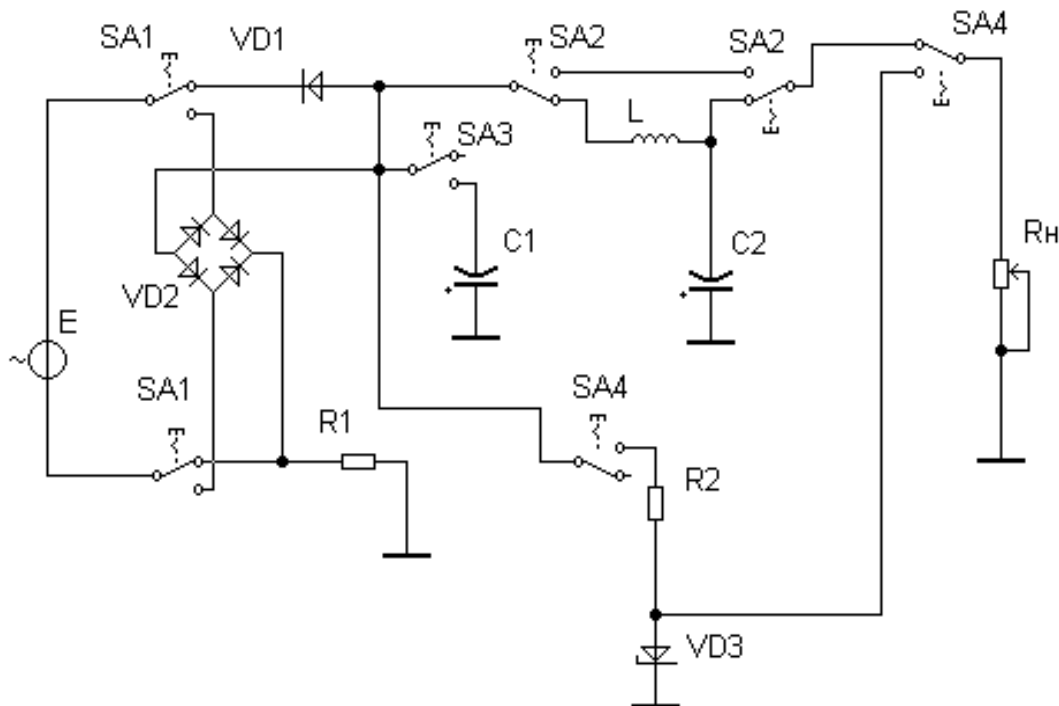 SA1
VD1
SA2
SA2
SA4
L
SA3
C1
C2
Rн
VD2
E
~
SA1
R1
SA4
R2
VD3
+
+